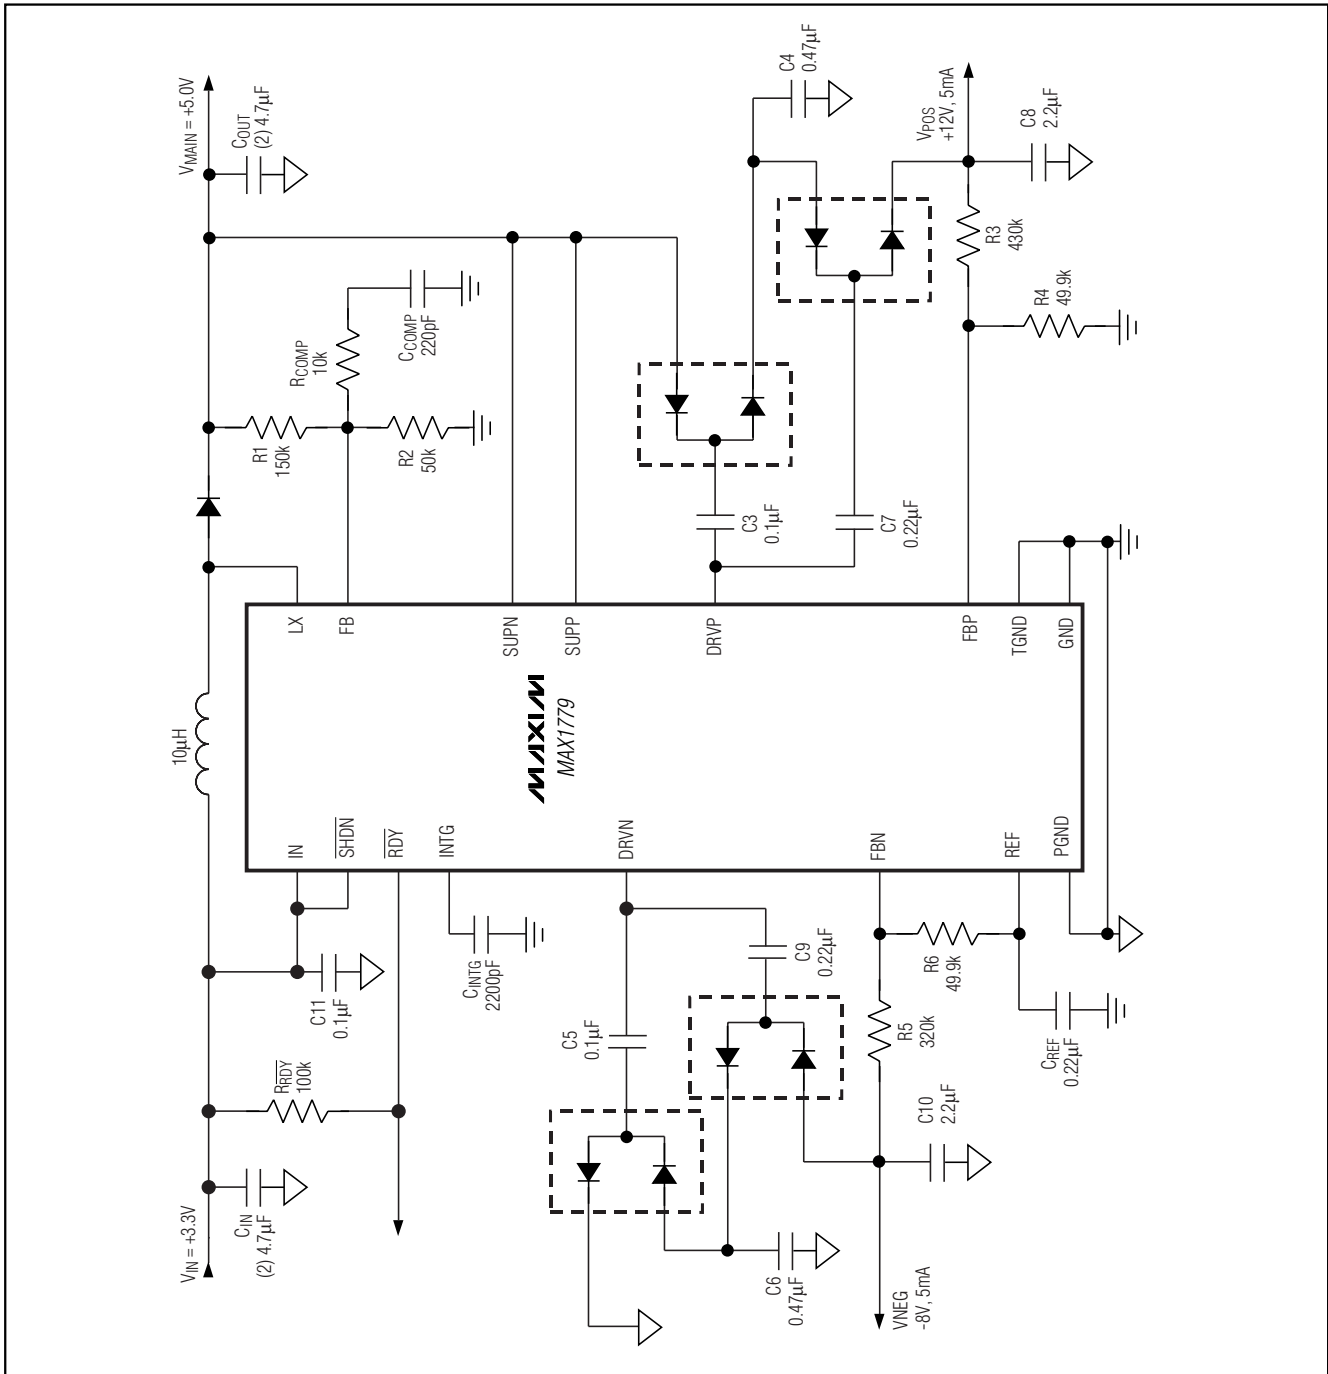 VIN = +3.3V
CIN
(2) 4.7µF
RRDY
100k
C11
0.1µF
10µH
VMAIN = +5.0V
COUT
(2) 4.7µF
R1
150k
RCOMP
10k
CCOMP
220pF
R2
50k
IN
SHDN
RDY
INTG
LX
FB
CINTG
2200pF
SUPN
SUPP
MAXIM
MAX1779
DRVN
DRVP
C5
0.1µF
C9
0.22µF
C6
0.47µF
C3
0.1µF
C7
0.22µF
C4
0.47µF
FBN
REF
PGND
FBP
TGND
GND
R5
320k
R6
49.9k
C10
2.2µF
CREF
0.22µF
VNEG
-8V, 5mA
VPOS
+12V, 5mA
C8
2.2µF
R3
430k
R4
49.9k